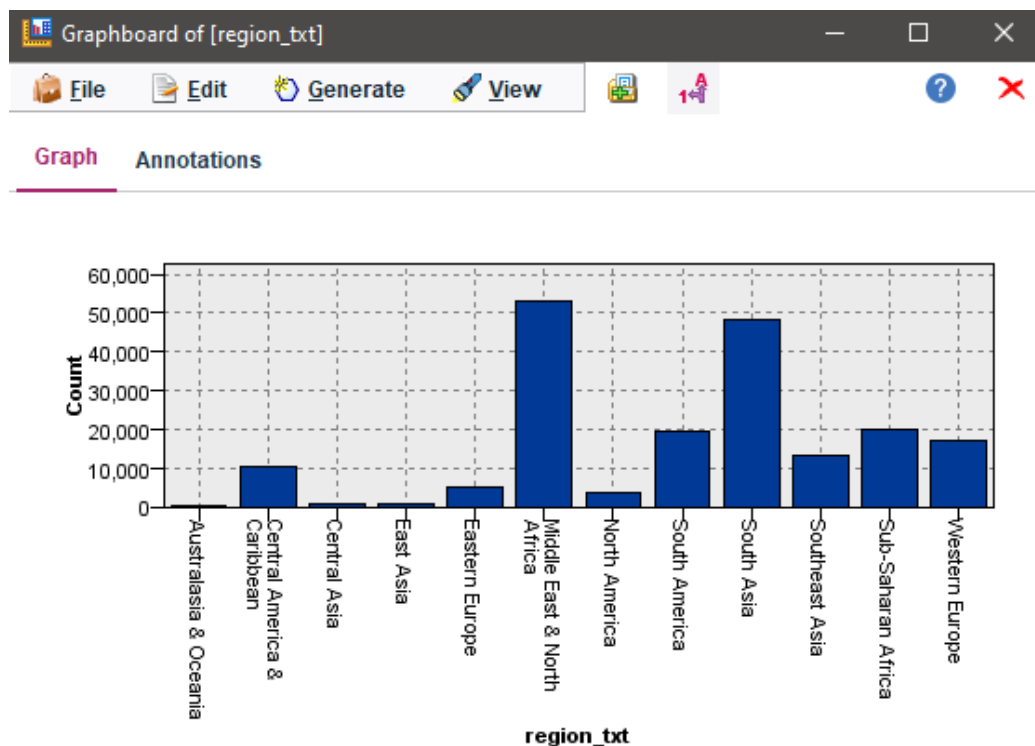 Graphboard of [region_txt]
File Edit Generate View
Graph Annotations
60,000
50,000
40,000
30,000
20,000
10,000
0
Count
Australasia & Oceania
Central America &
Caribbean
Central Asia
East Asia
Eastern Europe
Middle East & North
Africa
North America
South America
South Asia
Southeast Asia
Sub-Saharan Africa
Western Europe
region_txt